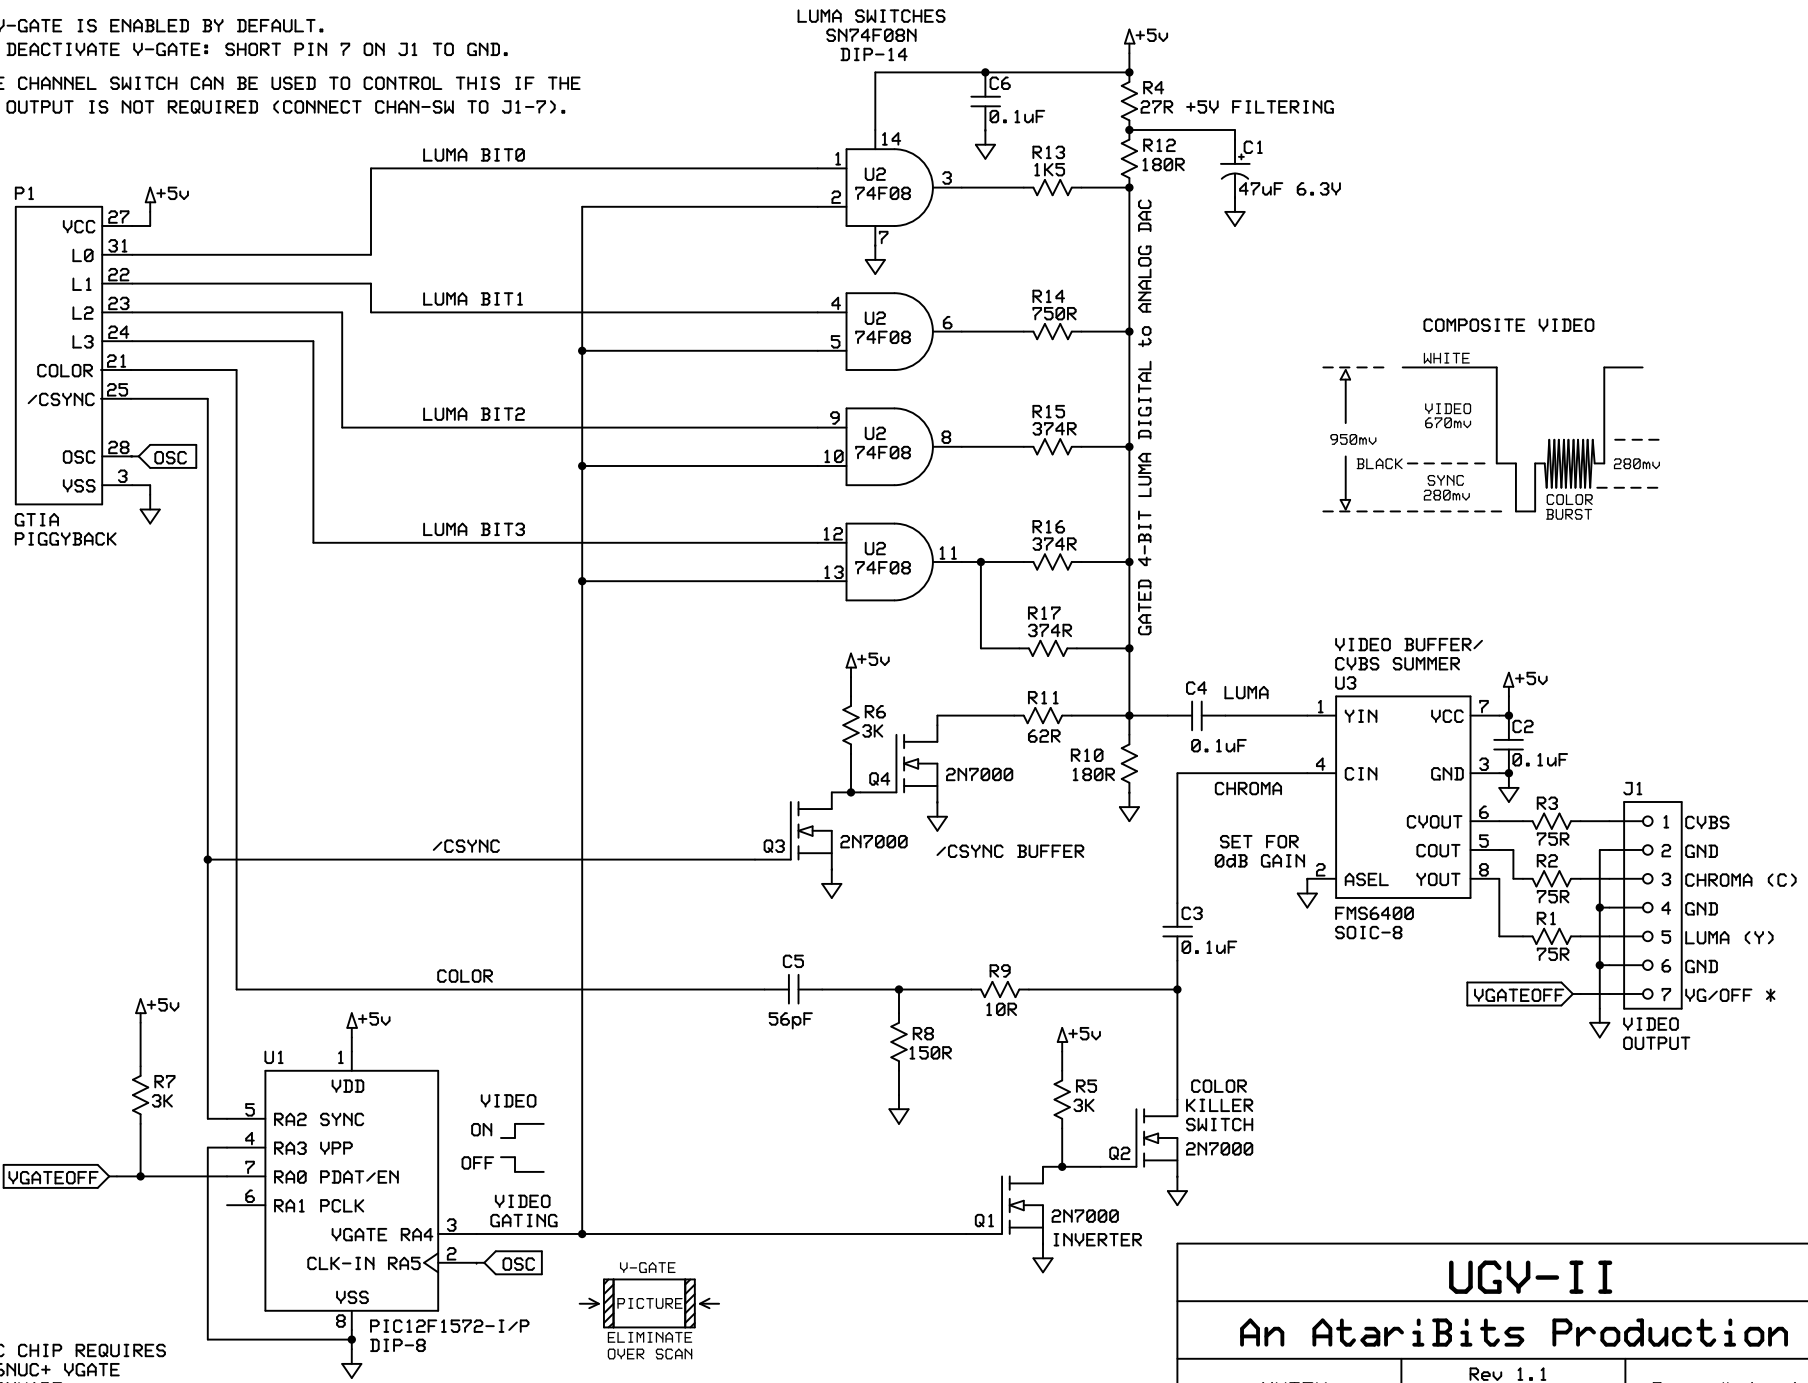 V-GATE IS ENABLED BY DEFAULT.
DEACTIVATE V-GATE: SHORT PIN 7 ON J1 TO GND.
CHANNEL SWITCH CAN BE USED TO CONTROL THIS IF THE
OUTPUT IS NOT REQUIRED (CONNECT CHAN-SW TO J1-7).
LUMA SWITCHES
SN74F08N
DIP-14
+5v
C6
0.1uF
R4
27R +5V FILTERING
R12
180R
C1
+
47uF 6.3V
LUMA BIT0
1
2
14
U2
74F08
3
7
R13
1K5
P1
+5v
VCC 27
L0 31
L1 22
L2 23
L3 24
COLOR 21
/CSYNC 25
OSC 28 OSC
VSS 3
GTIA
PIGGYBACK
LUMA BIT1
4
5
U2
74F08
6
R14
750R
LUMA BIT2
9
10
U2
74F08
8
R15
374R
LUMA BIT3
12
13
U2
74F08
11
R16
374R
R17
374R
GATED 4-BIT LUMA DIGITAL to ANALOG DAC
COMPOSITE VIDEO
WHITE
VIDEO
670mv
950mv
BLACK
SYNC
280mv
280mv
COLOR
BURST
+5v
R6
3K
Q4
2N7000
R11
62R
R10
180R
C4
0.1uF
LUMA
Q3
2N7000
/CSYNC
/CSYNC BUFFER
VIDEO BUFFER/
CVBS SUMMER
U3
1 YIN VCC 7
4 CIN GND 3
CVOUT 6
COUT 5
2 ASEL YOUT 8
FMS6400
SOIC-8
+5v
C2
0.1uF
CHROMA
SET FOR
0dB GAIN
R3
75R
R2
75R
R1
75R
J1
1 CVBS
2 GND
3 CHROMA (C)
4 GND
5 LUMA (Y)
6 GND
VGATEOFF 7 VG/OFF *
VIDEO
OUTPUT
C3
0.1uF
COLOR
C5
56pF
R9
10R
R8
150R
+5v
R5
3K
Q2
COLOR
KILLER
SWITCH
2N7000
Q1
2N7000
INVERTER
+5v
R7
3K
VGATEOFF
+5v
U1
1
VDD
5 RA2 SYNC
4 RA3 VPP
7 RA0 PDAT/EN
6 RA1 PCLK
VGATE RA4 3
CLK-IN RA5 2 OSC
VSS
8
PIC12F1572-I/P
DIP-8
VIDEO
ON
OFF
VIDEO
GATING
V-GATE
PICTURE
ELIMINATE
OVER SCAN
CHIP REQUIRES
VGATE
UGV-II
An AtariBits Production
Rev 1.1